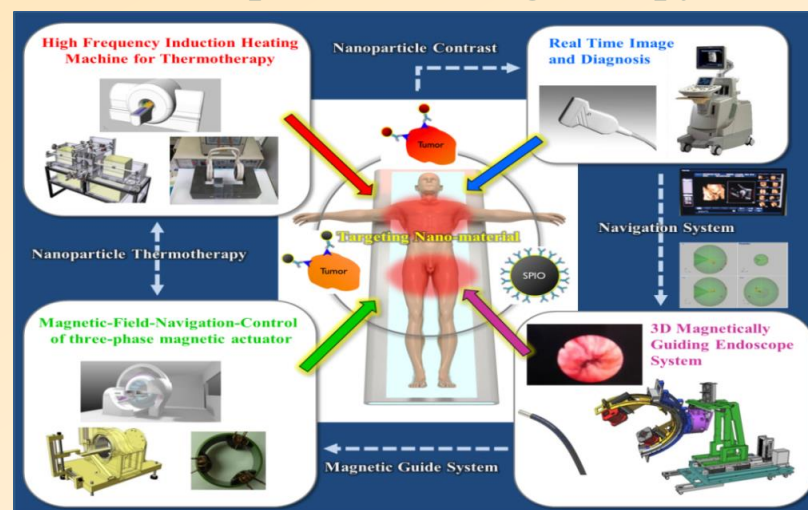 High Frequency Induction Heating
Machine for Thermotherapy
Nanoparticle Contrast
Real Time Image
and Diagnosis
Tumor
Navigation System
Targeting Nano-material
Nanoparticle Thermotherapy
Tumor
SPIO
Magnetic-Field-Navigation-Control
of three-phase magnetic actuator
3D Magnetically
Guiding Endoscope
System
Magnetic Guide System